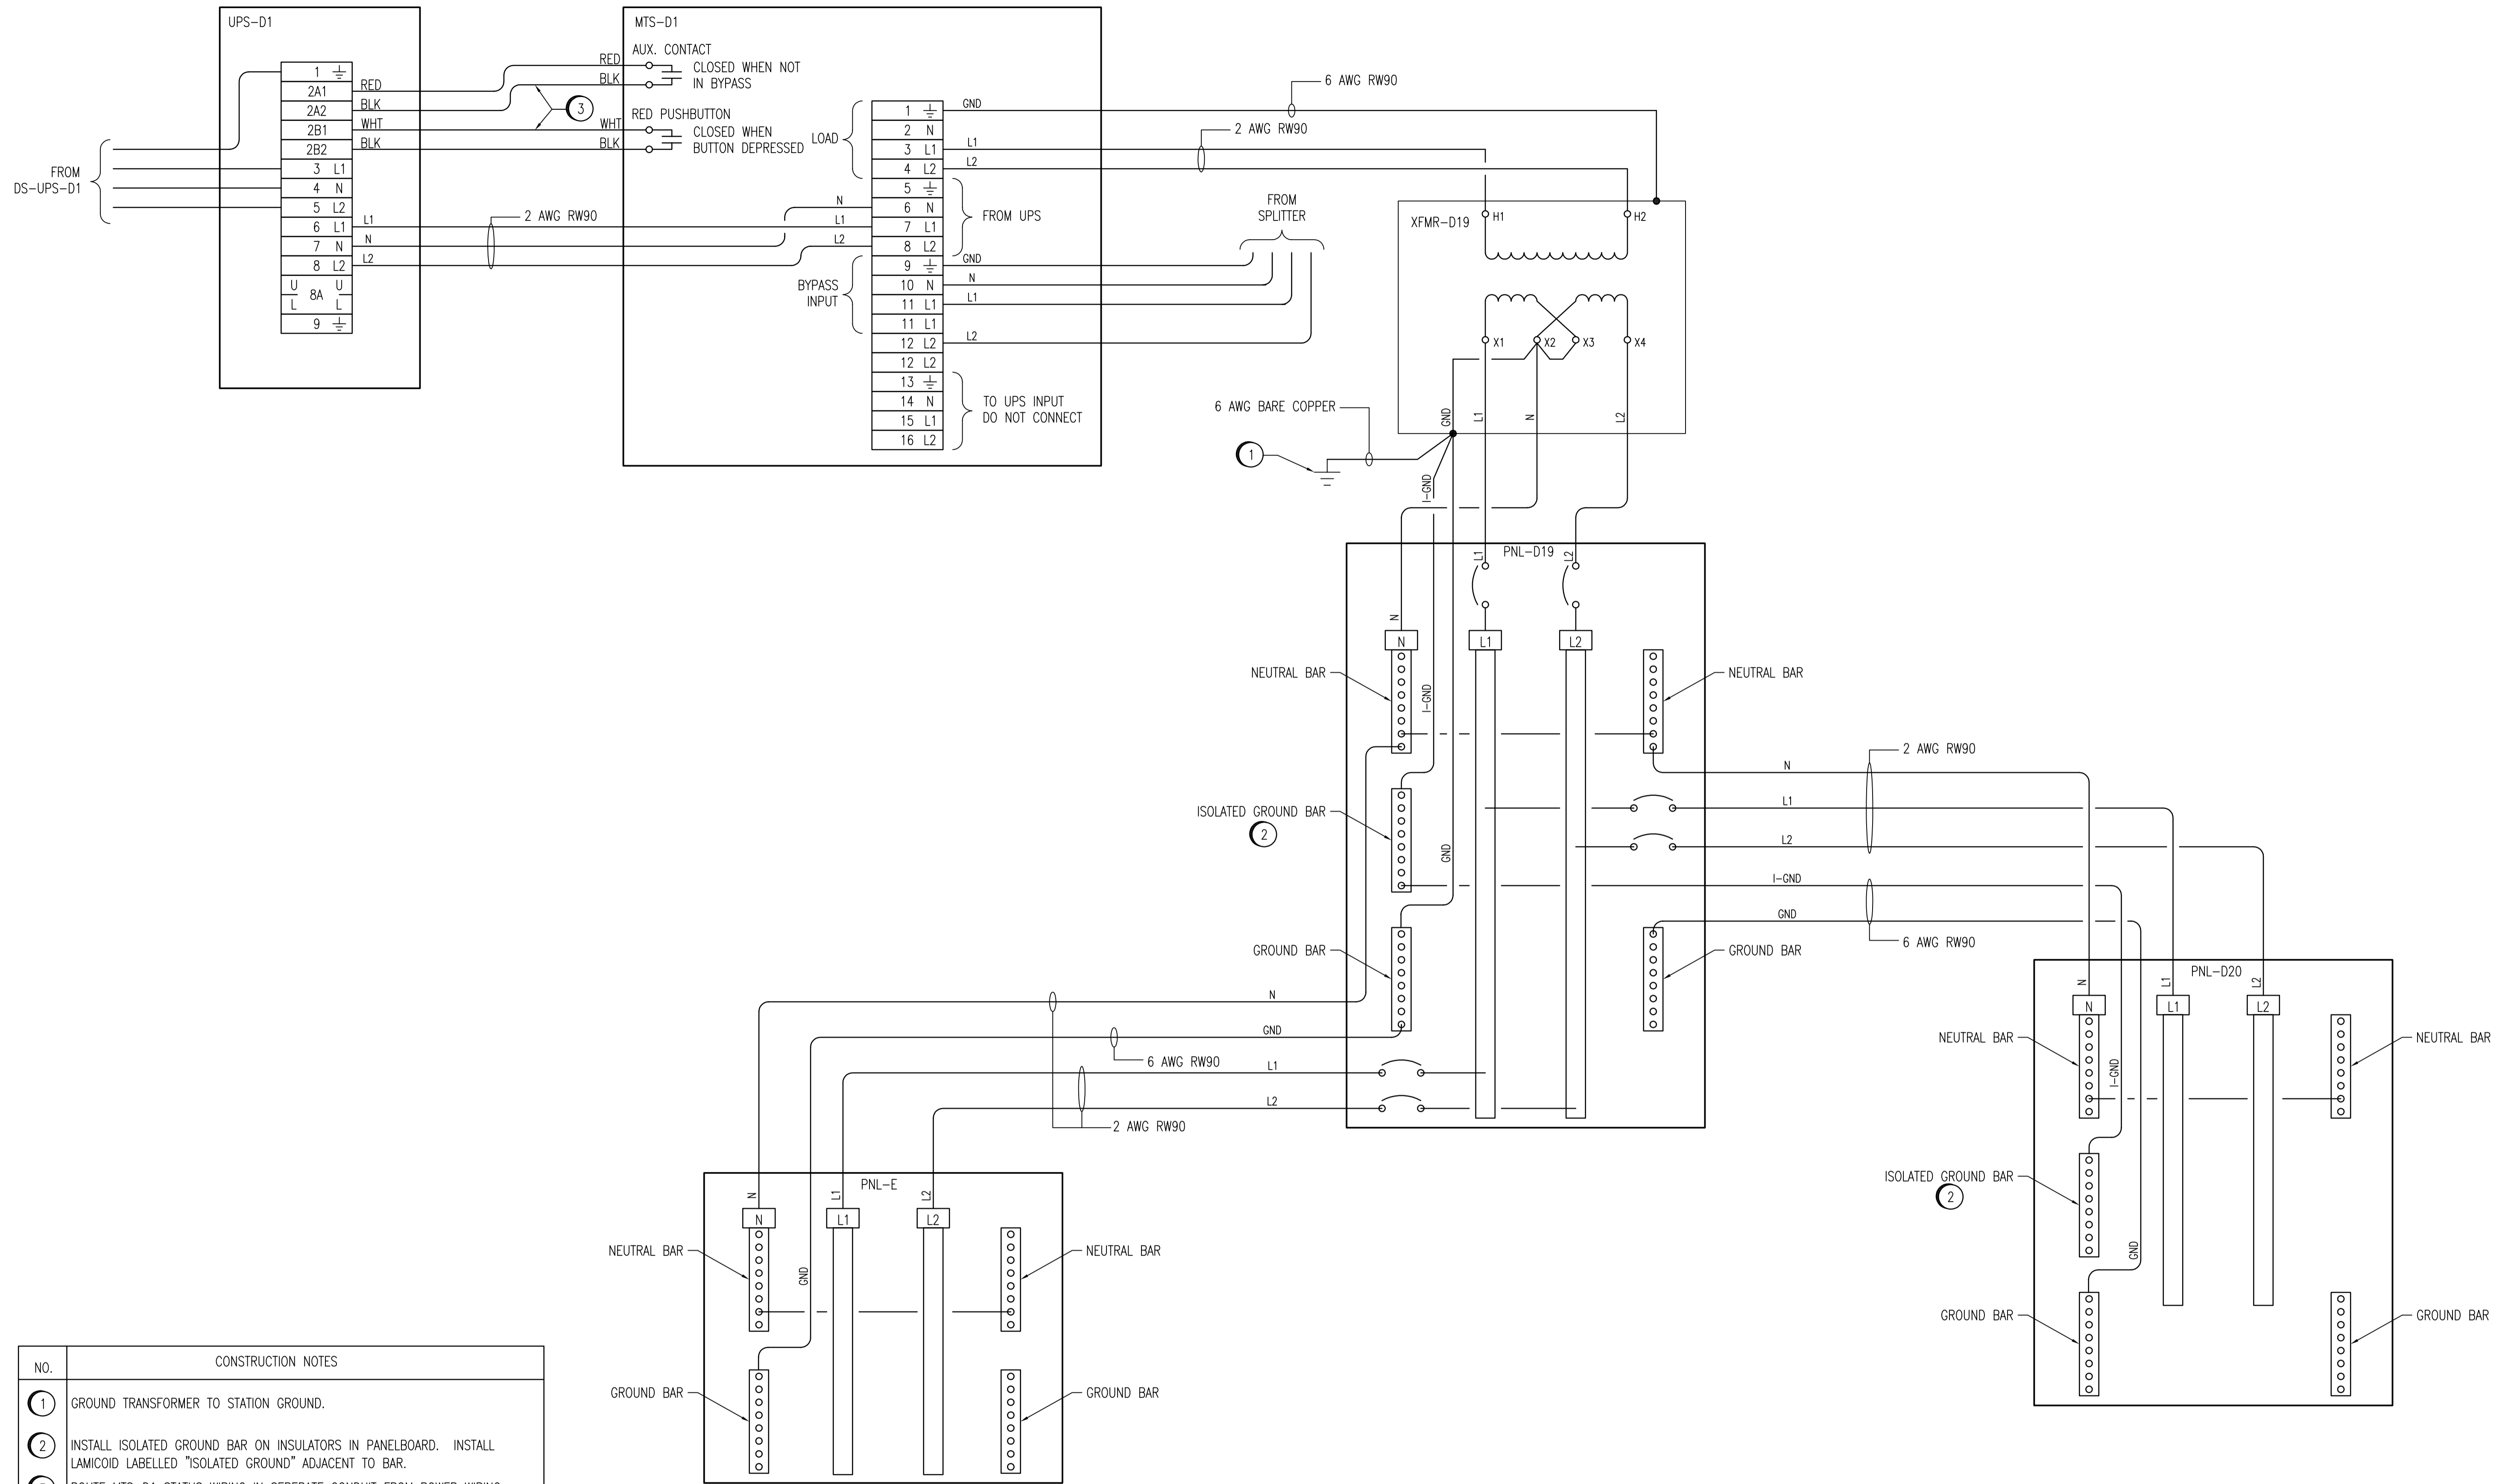 UPS-D1
1
2A1
2A2
2B1
2B2
3 L1
4 N
5 L2
6 L1
7 N
8 L2
U 8A U
L L
9
FROM
DS-UPS-D1
RED
BLK
WHT
BLK
L1
N
L2
3
2 AWG RW90
MTS-D1
AUX. CONTACT
RED
BLK
CLOSED WHEN NOT
IN BYPASS
RED PUSHBUTTON
WHT
BLK
CLOSED WHEN
BUTTON DEPRESSED
N
L1
L2
LOAD
BYPASS
INPUT
1
2 N
3 L1
4 L2
5
6 N
7 L1
8 L2
9
10 N
11 L1
11 L1
12 L2
12 L2
13
14 N
15 L1
16 L2
FROM UPS
TO UPS INPUT
DO NOT CONNECT
GND
L1
L2
GND
N
L1
L2
6 AWG RW90
2 AWG RW90
FROM
SPLITTER
XFMR-D19
H1
H2
X1
X2
X3
X4
GND
L1
N
L2
6 AWG BARE COPPER
1
I-GND
PNL-D19
L1
L2
N
N
L1
L2
NEUTRAL BAR
NEUTRAL BAR
I-GND
ISOLATED GROUND BAR
2
GND
GROUND BAR
GROUND BAR
2 AWG RW90
N
L1
L2
I-GND
GND
6 AWG RW90
N
GND
6 AWG RW90
L1
L2
2 AWG RW90
PNL-E
N
L1
L2
N
L1
L2
NEUTRAL BAR
NEUTRAL BAR
GND
GROUND BAR
GROUND BAR
PNL-D20
N
L1
L2
N
L1
L2
NEUTRAL BAR
NEUTRAL BAR
I-GND
ISOLATED GROUND BAR
2
GND
GROUND BAR
GROUND BAR
NO.
CONSTRUCTION NOTES
1
GROUND TRANSFORMER TO STATION GROUND.
2
INSTALL ISOLATED GROUND BAR ON INSULATORS IN PANELBOARD. INSTALL
LAMICOID LABELLED "ISOLATED GROUND" ADJACENT TO BAR.
STATUS WIRING IN SEPERATE CONDUIT FROM POWER WIRING